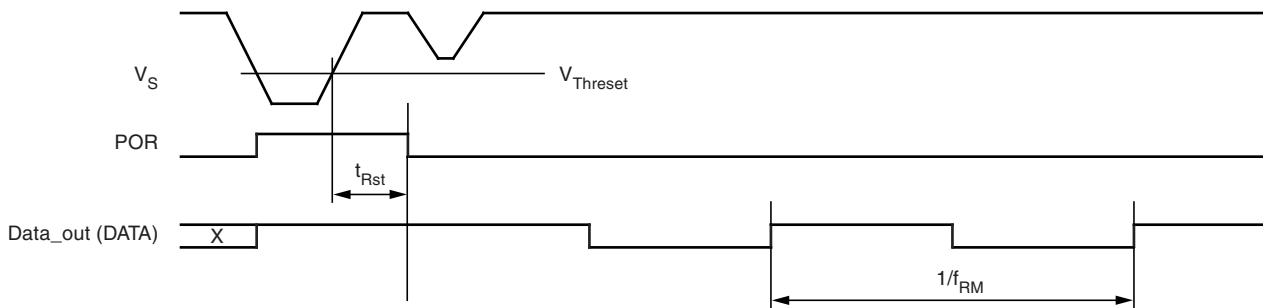 V_S
V_Threset
POR
t_Rst
Data_out (DATA)
X
1/f_RM